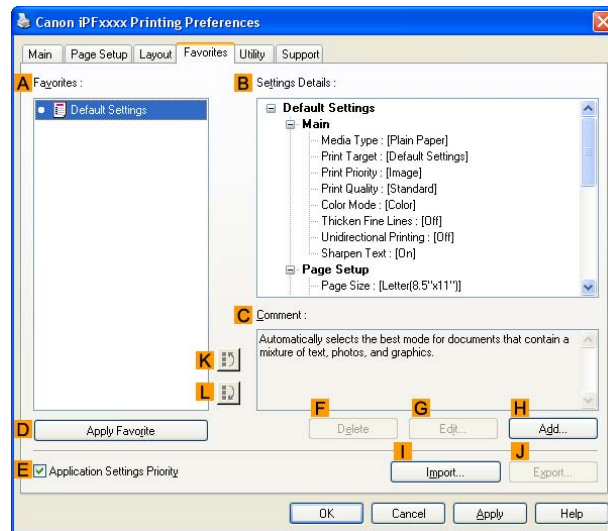 Canon iPFxxxx Printing Preferences
Main Page Setup Layout Favorites Utility Support
A Favorites :
Default Settings
B Settings Details :
Default Settings
Main
Media Type : [Plain Paper]
Print Target : [Default Settings]
Print Priority : [Image]
Print Quality : [Standard]
Color Mode : [Color]
Thicken Fine Lines : [Off]
Unidirectional Printing : [Off]
Sharpen Text : [On]
Page Setup
Page Size : [Letter(8.5"x11")]
C Comment :
Automatically selects the best mode for documents that contain a
mixture of text, photos, and graphics.
K
L
D Apply Favorite
F Delete
G Edit...
H Add...
E Application Settings Priority
I Import...
J Export...
OK Cancel Apply Help